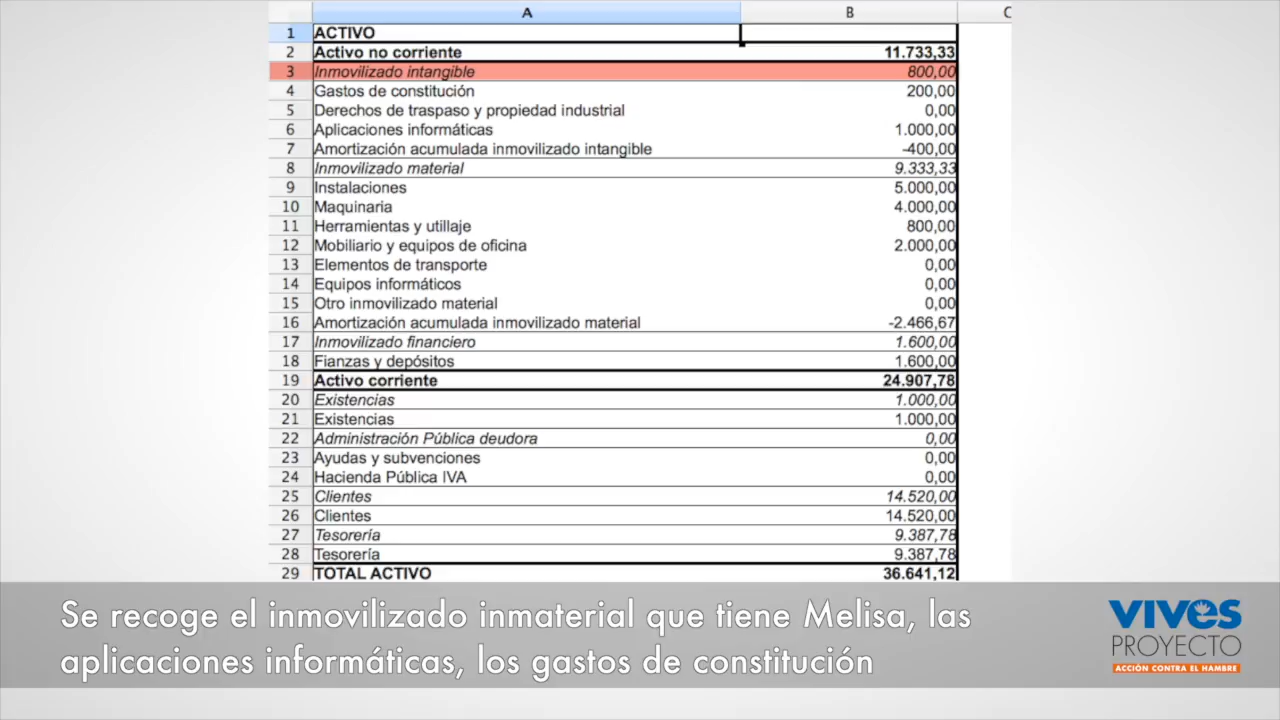 A B C
1 ACTIVO
2 Activo no corriente 11.733,33
3 Inmovilizado intangible 800,00
4 Gastos de constitución 200,00
5 Derechos de traspaso y propiedad industrial 0,00
6 Aplicaciones informáticas 1.000,00
7 Amortización acumulada inmovilizado intangible -400,00
8 Inmovilizado material 9.333,33
9 Instalaciones 5.000,00
10 Maquinaria 4.000,00
11 Herramientas y utillaje 800,00
12 Mobiliario y equipos de oficina 2.000,00
13 Elementos de transporte 0,00
14 Equipos informáticos 0,00
15 Otro inmovilizado material 0,00
16 Amortización acumulada inmovilizado material -2.466,67
17 Inmovilizado financiero 1.600,00
18 Fianzas y depósitos 1.600,00
19 Activo corriente 24.907,78
20 Existencias 1.000,00
21 Existencias 1.000,00
22 Administración Pública deudora 0,00
23 Ayudas y subvenciones 0,00
24 Hacienda Pública IVA 0,00
25 Clientes 14.520,00
26 Clientes 14.520,00
27 Tesorería 9.387,78
28 Tesorería 9.387,78
29 TOTAL ACTIVO 36.641,12
Se recoge el inmovilizado inmaterial que tiene Melisa, las
aplicaciones informáticas, los gastos de constitución
VIVES
PROYECTO
ACCIÓN CONTRA EL HAMBRE